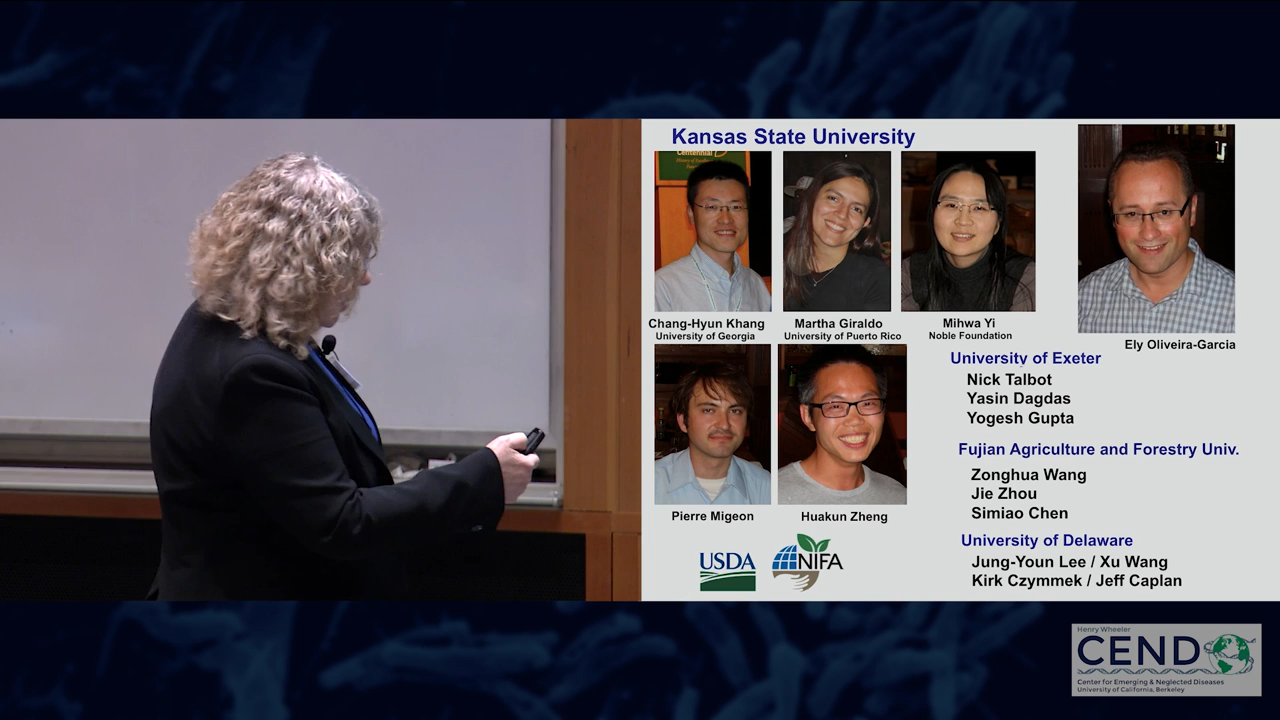 Kansas State University
Centennial
Chang-Hyun Khang
University of Georgia
Martha Giraldo
University of Puerto Rico
Mihwa Yi
Noble Foundation
Ely Oliveira-Garcia
Pierre Migeon
Huakun Zheng
University of Exeter
Nick Talbot
Yasin Dagdas
Yogesh Gupta
Fujian Agriculture and Forestry Univ.
Zonghua Wang
Jie Zhou
Simiao Chen
University of Delaware
Jung-Youn Lee / Xu Wang
Kirk Czymmek / Jeff Caplan
USDA
NIFA
Henry Wheeler
CEND
Center for Emerging & Neglected Diseases
University of California, Berkeley